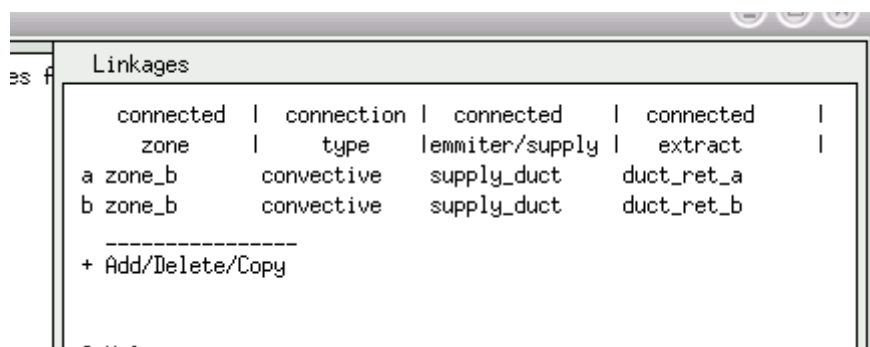 es f
Linkages
connected | connection | connected | connected |
zone | type |emmiter/supply | extract |
a zone_b convective supply_duct duct_ret_a
b zone_b convective supply_duct duct_ret_b
________________
+ Add/Delete/Copy